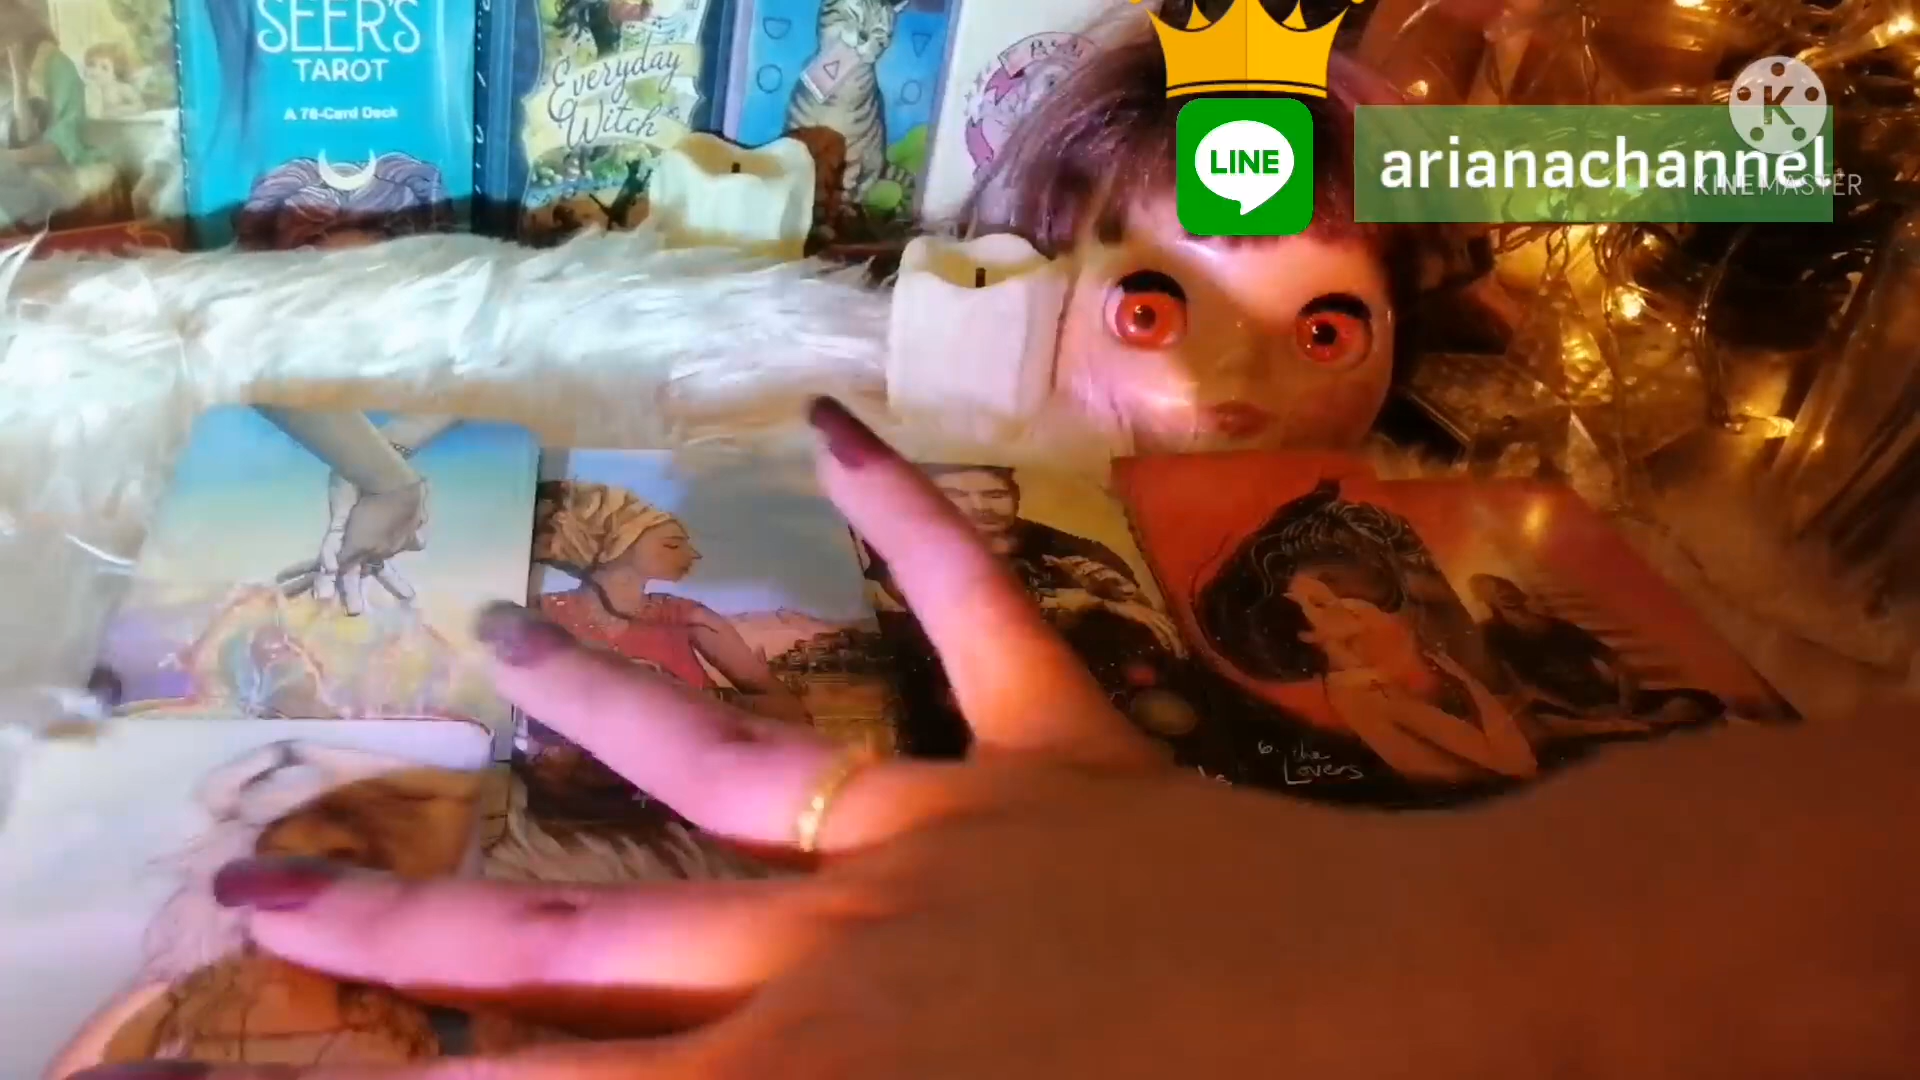 SEER'S
TAROT
A 78-Card Deck
Everyday
Witch
LINE
arianachannel
KINEMASTER
6. the
Lovers